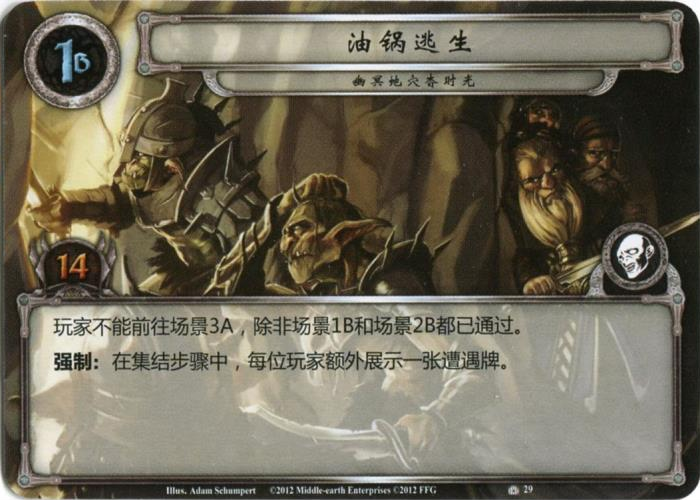 1B
油锅逃生
幽冥地穴杳时光
14
玩家不能前往场景3A，除非场景1B和场景2B都已通过。
强制：在集结步骤中，每位玩家额外展示一张遭遇牌。
Illus. Adam Schumpert ©2012 Middle-earth Enterprises ©2012 FFG 29